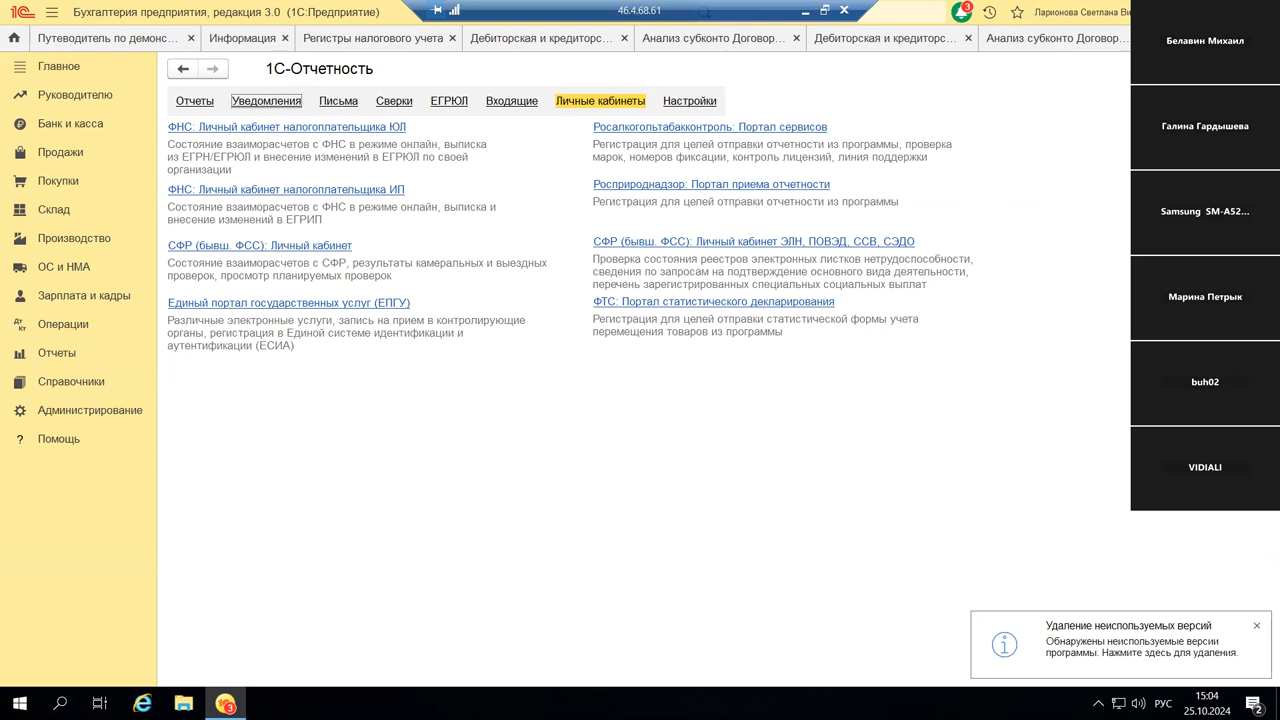 Бухгалтерия предприятия, редакция 3.0 (1С:Предприятие)
46.4.68.61
3
Ларионова Светлана Ви
Путеводитель по демонс...
Информация
Регистры налогового учета
Дебиторская и кредиторс...
Анализ субконто Договор...
Дебиторская и кредиторс...
Анализ субконто Договор...
Главное
Руководителю
Банк и касса
Продажи
Покупки
Склад
Производство
ОС и НМА
Зарплата и кадры
Операции
Отчеты
Справочники
Администрирование
Помощь
1С-Отчетность
Отчеты
Уведомления
Письма
Сверки
ЕГРЮЛ
Входящие
Личные кабинеты
Настройки
ФНС: Личный кабинет налогоплательщика ЮЛ
Состояние взаиморасчетов с ФНС в режиме онлайн, выписка
из ЕГРН/ЕГРЮЛ и внесение изменений в ЕГРЮЛ по своей
организации
ФНС: Личный кабинет налогоплательщика ИП
Состояние взаиморасчетов с ФНС в режиме онлайн, выписка и
внесение изменений в ЕГРИП
СФР (бывш. ФСС): Личный кабинет
Состояние взаиморасчетов с СФР, результаты камеральных и выездных
проверок, просмотр планируемых проверок
Единый портал государственных услуг (ЕПГУ)
Различные электронные услуги, запись на прием в контролирующие
органы, регистрация в Единой системе идентификации и
аутентификации (ЕСИА)
Росалкогольтабакконтроль: Портал сервисов
Регистрация для целей отправки отчетности из программы, проверка
марок, номеров фиксации, контроль лицензий, линия поддержки
Росприроднадзор: Портал приема отчетности
Регистрация для целей отправки отчетности из программы
СФР (бывш. ФСС): Личный кабинет ЭЛН, ПОВЭД, ССВ, СЭДО
Проверка состояния реестров электронных листков нетрудоспособности,
сведения по запросам на подтверждение основного вида деятельности,
перечень зарегистрированных специальных социальных выплат
ФТС: Портал статистического декларирования
Регистрация для целей отправки статистической формы учета
перемещения товаров из программы
Белавин Михаил
Галина Гардышева
Samsung SM-A52...
Марина Петрык
buh02
VIDIALI
Удаление неиспользуемых версий
Обнаружены неиспользуемые версии
программы. Нажмите здесь для удаления.
3
РУС
15:04
25.10.2024
2